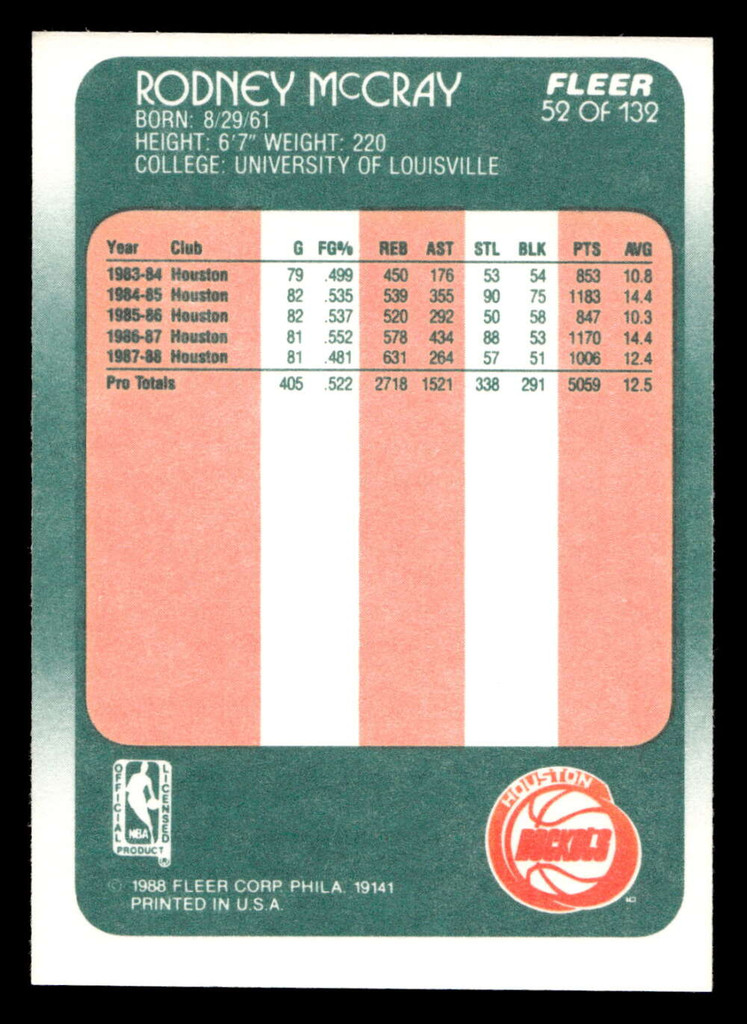 RODNEY McCRAY
FLEER
52 OF 132
BORN: 8/29/61
HEIGHT: 6'7" WEIGHT: 220
COLLEGE: UNIVERSITY OF LOUISVILLE
Year Club G FG% REB AST STL BLK PTS AVG
1983-84 Houston 79 .499 450 176 53 54 853 10.8
1984-85 Houston 82 .535 539 355 90 75 1183 14.4
1985-86 Houston 82 .537 520 292 50 58 847 10.3
1986-87 Houston 81 .552 578 434 88 53 1170 14.4
1987-88 Houston 81 .481 631 264 57 51 1006 12.4
Pro Totals 405 .522 2718 1521 338 291 5059 12.5
OFFICIAL
LICENSED
NBA
PRODUCT
®
HOUSTON
ROCKETS
© 1988 FLEER CORP. PHILA. 19141
PRINTED IN U.S.A.